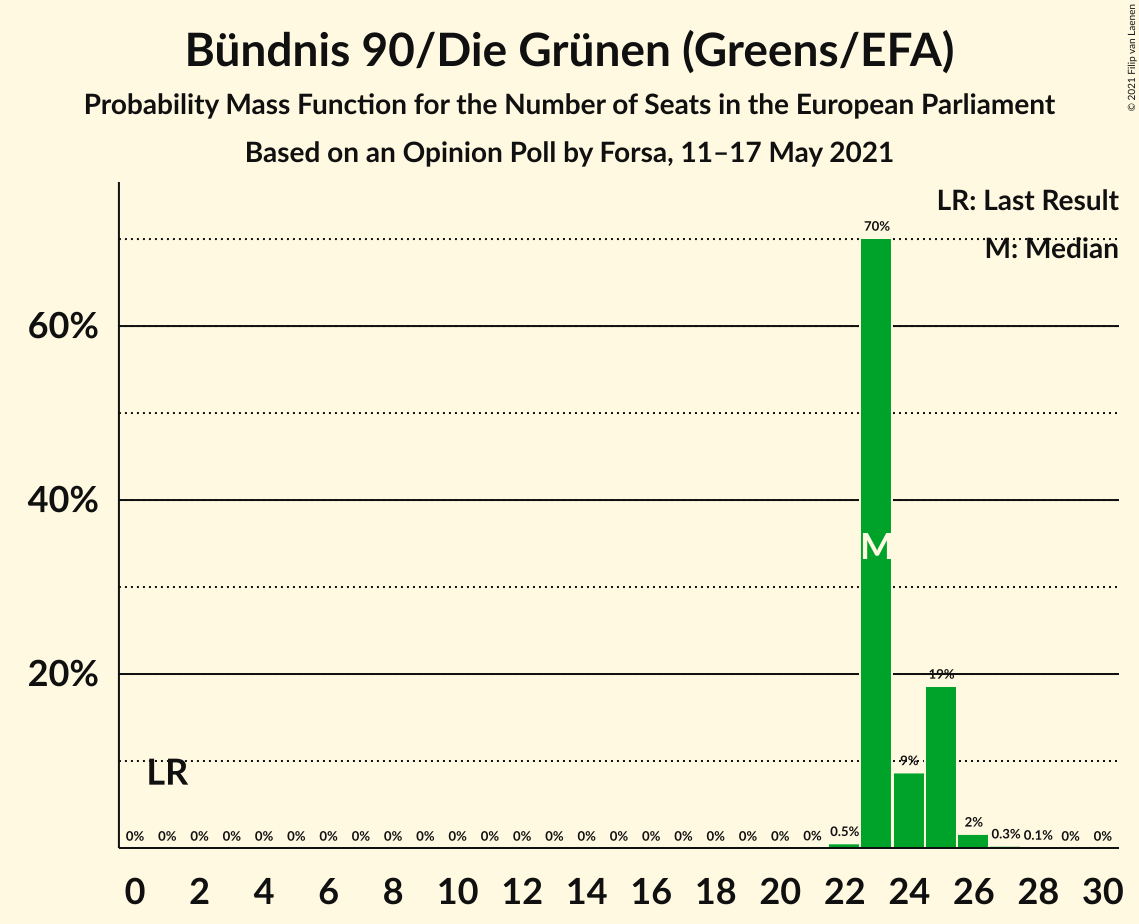 Bündnis 90/Die Grünen (Greens/EFA)
Probability Mass Function for the Number of Seats in the European Parliament
Based on an Opinion Poll by Forsa, 11–17 May 2021
© 2021 Filip van Laenen
LR: Last Result
M: Median
70%
60%
40%
M
20%
19%
9%
LR
0% 0% 0% 0% 0% 0% 0% 0% 0% 0% 0% 0% 0% 0% 0% 0% 0% 0% 0% 0% 0% 0% 0.5% 2% 0.3% 0.1% 0% 0%
0 2 4 6 8 10 12 14 16 18 20 22 24 26 28 30